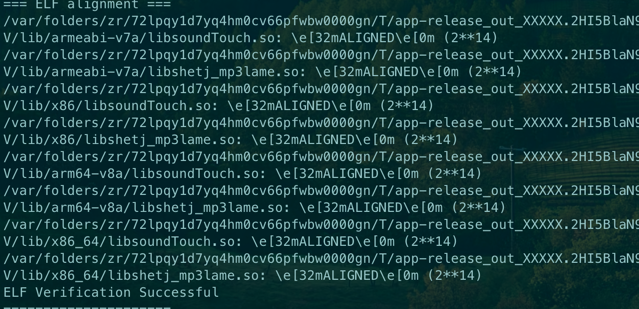 === ELF alignment ===
/var/folders/zr/72lpqy1d7yq4hm0cv66pfwbw0000gn/T/app-release_out_XXXXX.2HI5BlaN9
V/lib/armeabi-v7a/libsoundTouch.so: \e[32mALIGNED\e[0m (2**14)
/var/folders/zr/72lpqy1d7yq4hm0cv66pfwbw0000gn/T/app-release_out_XXXXX.2HI5BlaN9
V/lib/armeabi-v7a/libshetj_mp3lame.so: \e[32mALIGNED\e[0m (2**14)
/var/folders/zr/72lpqy1d7yq4hm0cv66pfwbw0000gn/T/app-release_out_XXXXX.2HI5BlaN9
V/lib/x86/libsoundTouch.so: \e[32mALIGNED\e[0m (2**14)
/var/folders/zr/72lpqy1d7yq4hm0cv66pfwbw0000gn/T/app-release_out_XXXXX.2HI5BlaN9
V/lib/x86/libshetj_mp3lame.so: \e[32mALIGNED\e[0m (2**14)
/var/folders/zr/72lpqy1d7yq4hm0cv66pfwbw0000gn/T/app-release_out_XXXXX.2HI5BlaN9
V/lib/arm64-v8a/libsoundTouch.so: \e[32mALIGNED\e[0m (2**14)
/var/folders/zr/72lpqy1d7yq4hm0cv66pfwbw0000gn/T/app-release_out_XXXXX.2HI5BlaN9
V/lib/arm64-v8a/libshetj_mp3lame.so: \e[32mALIGNED\e[0m (2**14)
/var/folders/zr/72lpqy1d7yq4hm0cv66pfwbw0000gn/T/app-release_out_XXXXX.2HI5BlaN9
V/lib/x86_64/libsoundTouch.so: \e[32mALIGNED\e[0m (2**14)
/var/folders/zr/72lpqy1d7yq4hm0cv66pfwbw0000gn/T/app-release_out_XXXXX.2HI5BlaN9
V/lib/x86_64/libshetj_mp3lame.so: \e[32mALIGNED\e[0m (2**14)
ELF Verification Successful
=====================